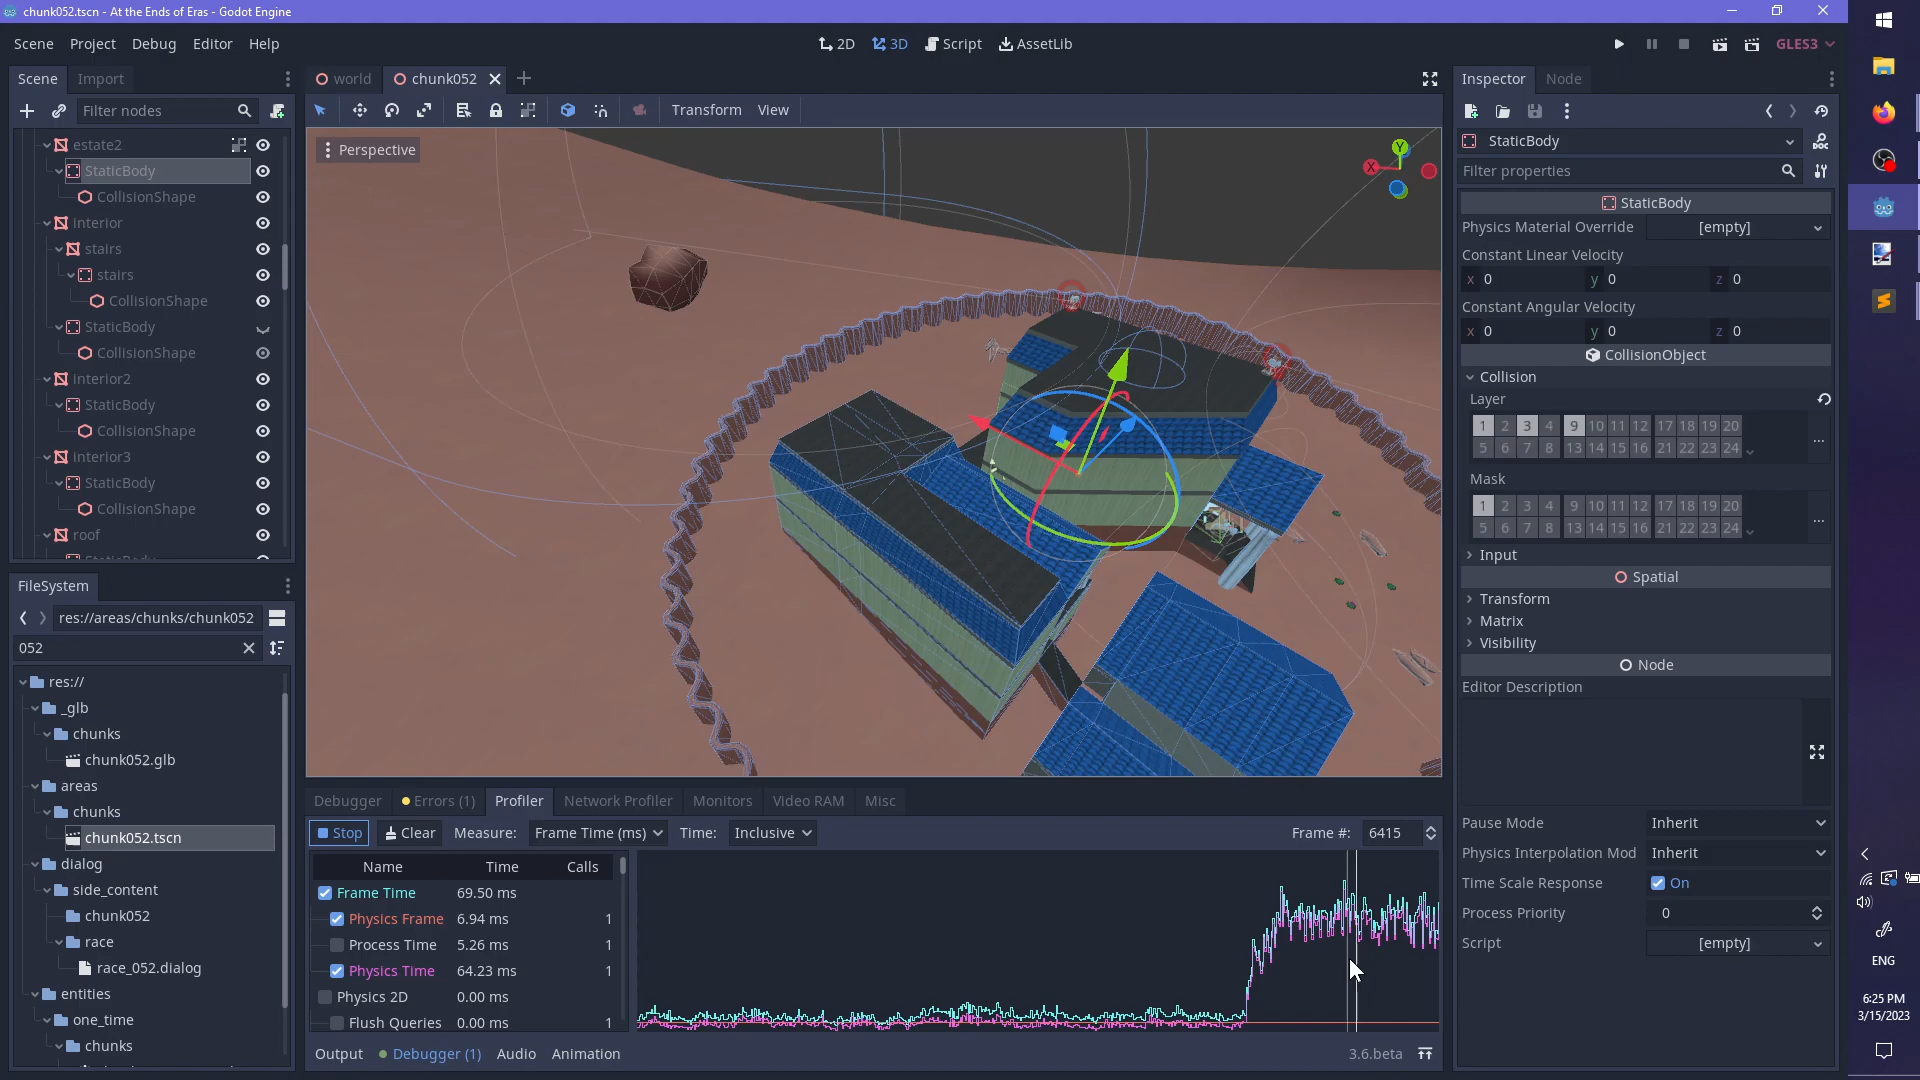 chunk052.tscn - At the Ends of Eras - Godot Engine
Scene Project Debug Editor Help
2D 3D Script AssetLib
GLES3
Scene Import
Filter nodes
estate2
StaticBody
CollisionShape
interior
stairs
stairs
CollisionShape
StaticBody
CollisionShape
interior2
StaticBody
CollisionShape
interior3
StaticBody
CollisionShape
roof
FileSystem
res://areas/chunks/chunk052
052
res://
_glb
chunks
chunk052.glb
areas
chunks
chunk052.tscn
dialog
side_content
chunk052
race
race_052.dialog
entities
one_time
chunks
world chunk052
Transform View
Perspective
Y
X
Debugger Errors (1) Profiler Network Profiler Monitors Video RAM Misc
Stop Clear Measure: Frame Time (ms) Time: Inclusive Frame #: 6415
Name Time Calls
Frame Time 69.50 ms
Physics Frame 6.94 ms 1
Process Time 5.26 ms 1
Physics Time 64.23 ms 1
Physics 2D 0.00 ms
Flush Queries 0.00 ms 1
Output Debugger (1) Audio Animation 3.6.beta
Inspector Node
StaticBody
DOC
Filter properties
StaticBody
Physics Material Override [empty]
Constant Linear Velocity
x 0 y 0 z 0
Constant Angular Velocity
x 0 y 0 z 0
CollisionObject
Collision
Layer
1 2 3 4 9 10 11 12 17 18 19 20
5 6 7 8 13 14 15 16 21 22 23 24
Mask
1 2 3 4 9 10 11 12 17 18 19 20
5 6 7 8 13 14 15 16 21 22 23 24
Input
Spatial
Transform
Matrix
Visibility
Node
Editor Description
Pause Mode Inherit
Physics Interpolation Mod Inherit
Time Scale Response On
Process Priority 0
Script [empty]
ENG
6:25 PM
3/15/2023